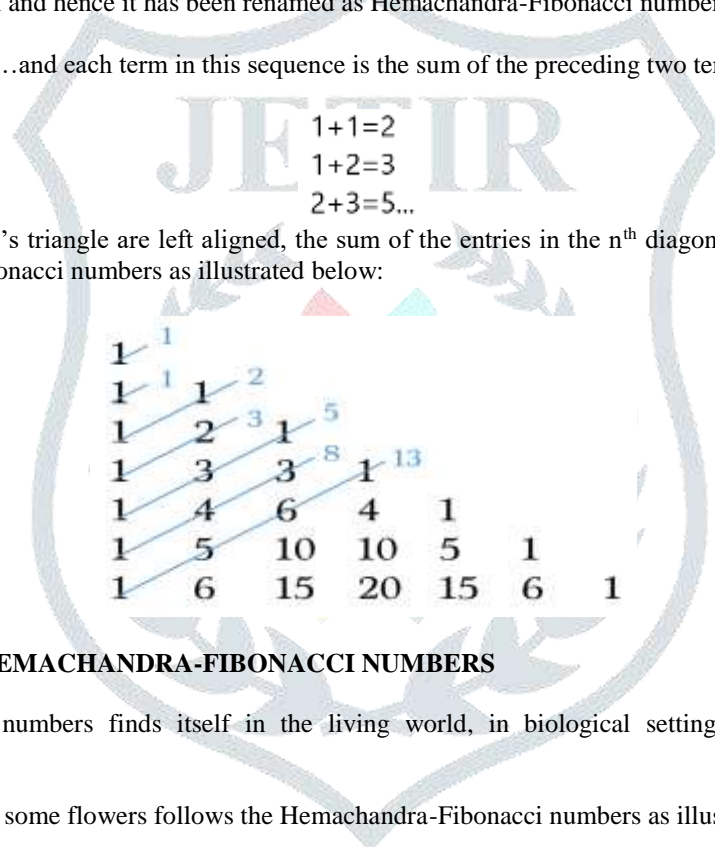 and hence it has been renamed as Hemachandra-Fibonacci number
…and each term in this sequence is the sum of the preceding two
JETIR
1+1=2
1+2=3
2+3=5...
's triangle are left aligned, the sum of the entries in the nth
numbers as illustrated below:
1 1
1 1 1 2
1 2 3 1 5
1 3 3 8 1 13
1 4 6 4 1
1 5 10 10 5 1
1 6 15 20 15 6 1
EMACHANDRA-FIBONACCI NUMBERS
numbers finds itself in the living world, in biological setting
some flowers follows the Hemachandra-Fibonacci numbers as